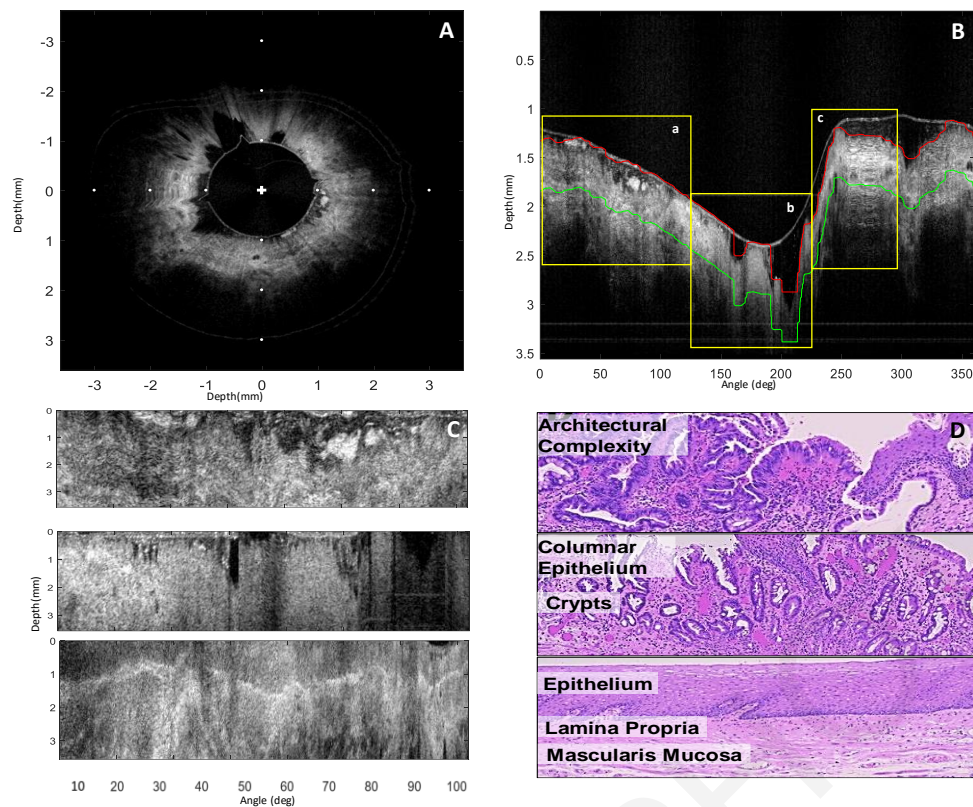 A
-3
-2
-1
0
1
2
3
Depth(mm)
-3
-2
-1
0
1
2
3
Depth(mm)
B
0.5
1
1.5
2
2.5
3
3.5
Depth(mm)
a
b
c
0
50
100
150
200
250
300
350
Angle (deg)
C
0
1
2
3
0
1
2
3
0
1
2
3
Depth(mm)
10 20 30 40 50 60 70 80 90 100
Angle (deg)
D
Architectural
Complexity
Columnar
Epithelium
Crypts
Epithelium
Lamina Propria
Mascularis Mucosa